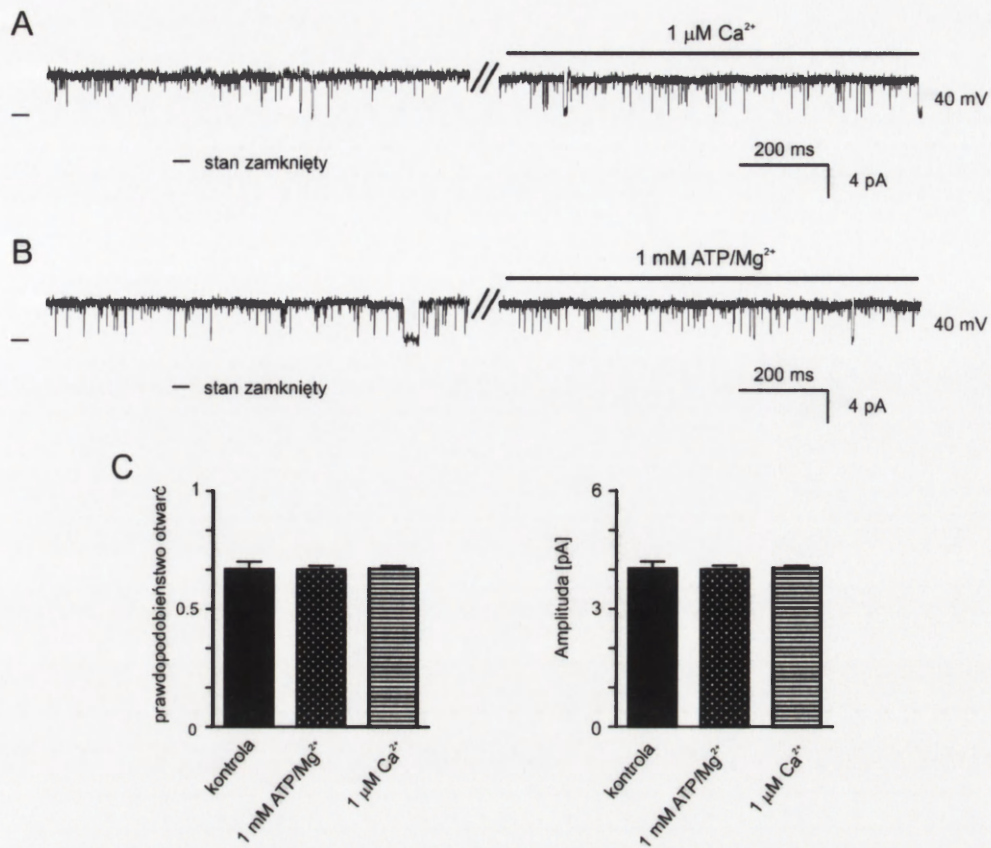 A
1 μM Ca²⁺
40 mV
200 ms
— stan zamknięty
4 pA
B
1 mM ATP/Mg²⁺
40 mV
200 ms
— stan zamknięty
4 pA
C
prawdopodobieństwo otwarć
1
0.5
0
kontrola
1 mM ATP/Mg²⁺
1 μM Ca²⁺
Amplituda [pA]
6
3
0
kontrola
1 mM ATP/Mg²⁺
1 μM Ca²⁺